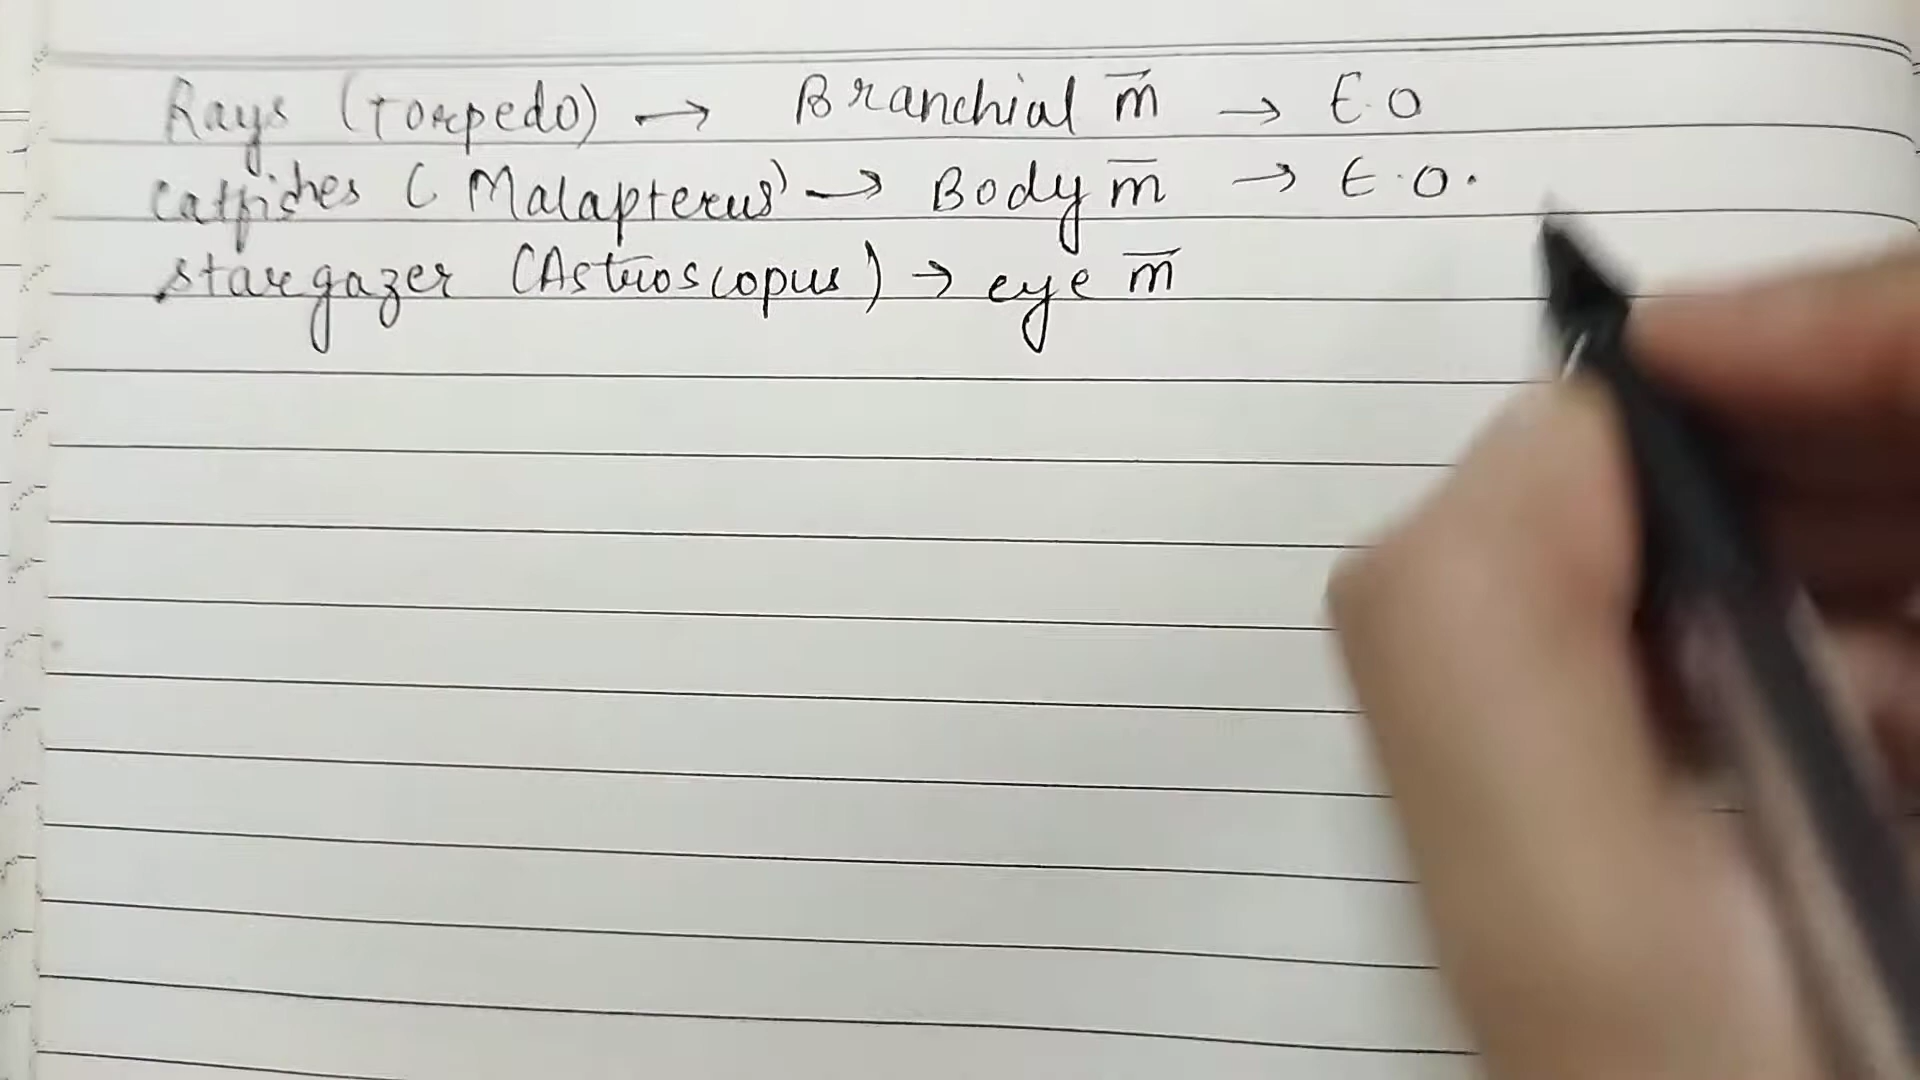 Rays (Torpedo) → Branchial m̅ → E.O
catfishes (Malapterus) → Body m̅ → E.O.
stargazer (Astroscopus) → eye m̅